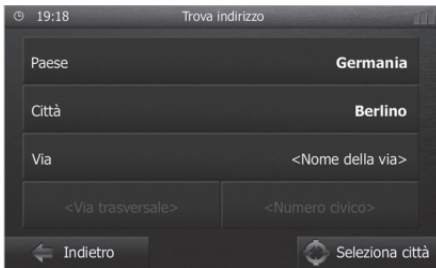 19:18 Trova indirizzo
Paese Germania
Città Berlino
Via <Nome della via>
<Via trasversale> <Numero civico>
Indietro Seleziona città